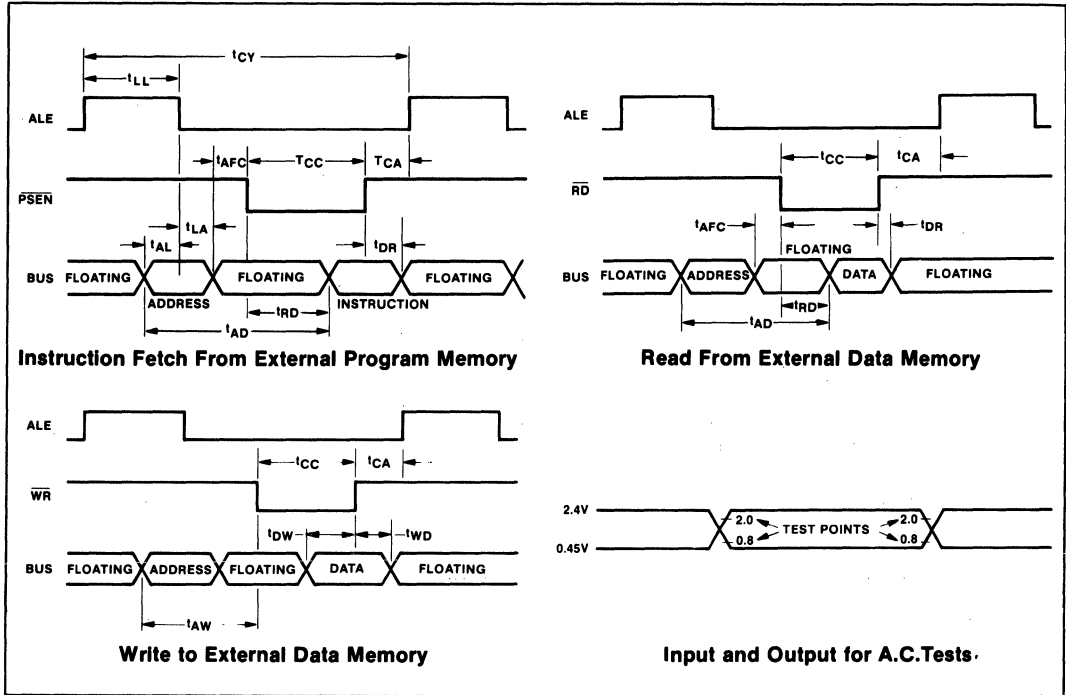 tCY
tLL
ALE
tAFC TCC TCA
PSEN
tLA
tAL tDR
BUS FLOATING FLOATING FLOATING
ADDRESS INSTRUCTION
tRD
tAD
Instruction Fetch From External Program Memory
ALE
tCC tCA
RD
tAFC tDR
FLOATING
BUS FLOATING ADDRESS DATA FLOATING
tRD
tAD
Read From External Data Memory
ALE
tCC tCA
WR
tDW tWD
BUS FLOATING ADDRESS FLOATING DATA FLOATING
tAW
Write to External Data Memory
2.4V
2.0 TEST POINTS 2.0
0.8 0.8
0.45V
Input and Output for A.C.Tests.